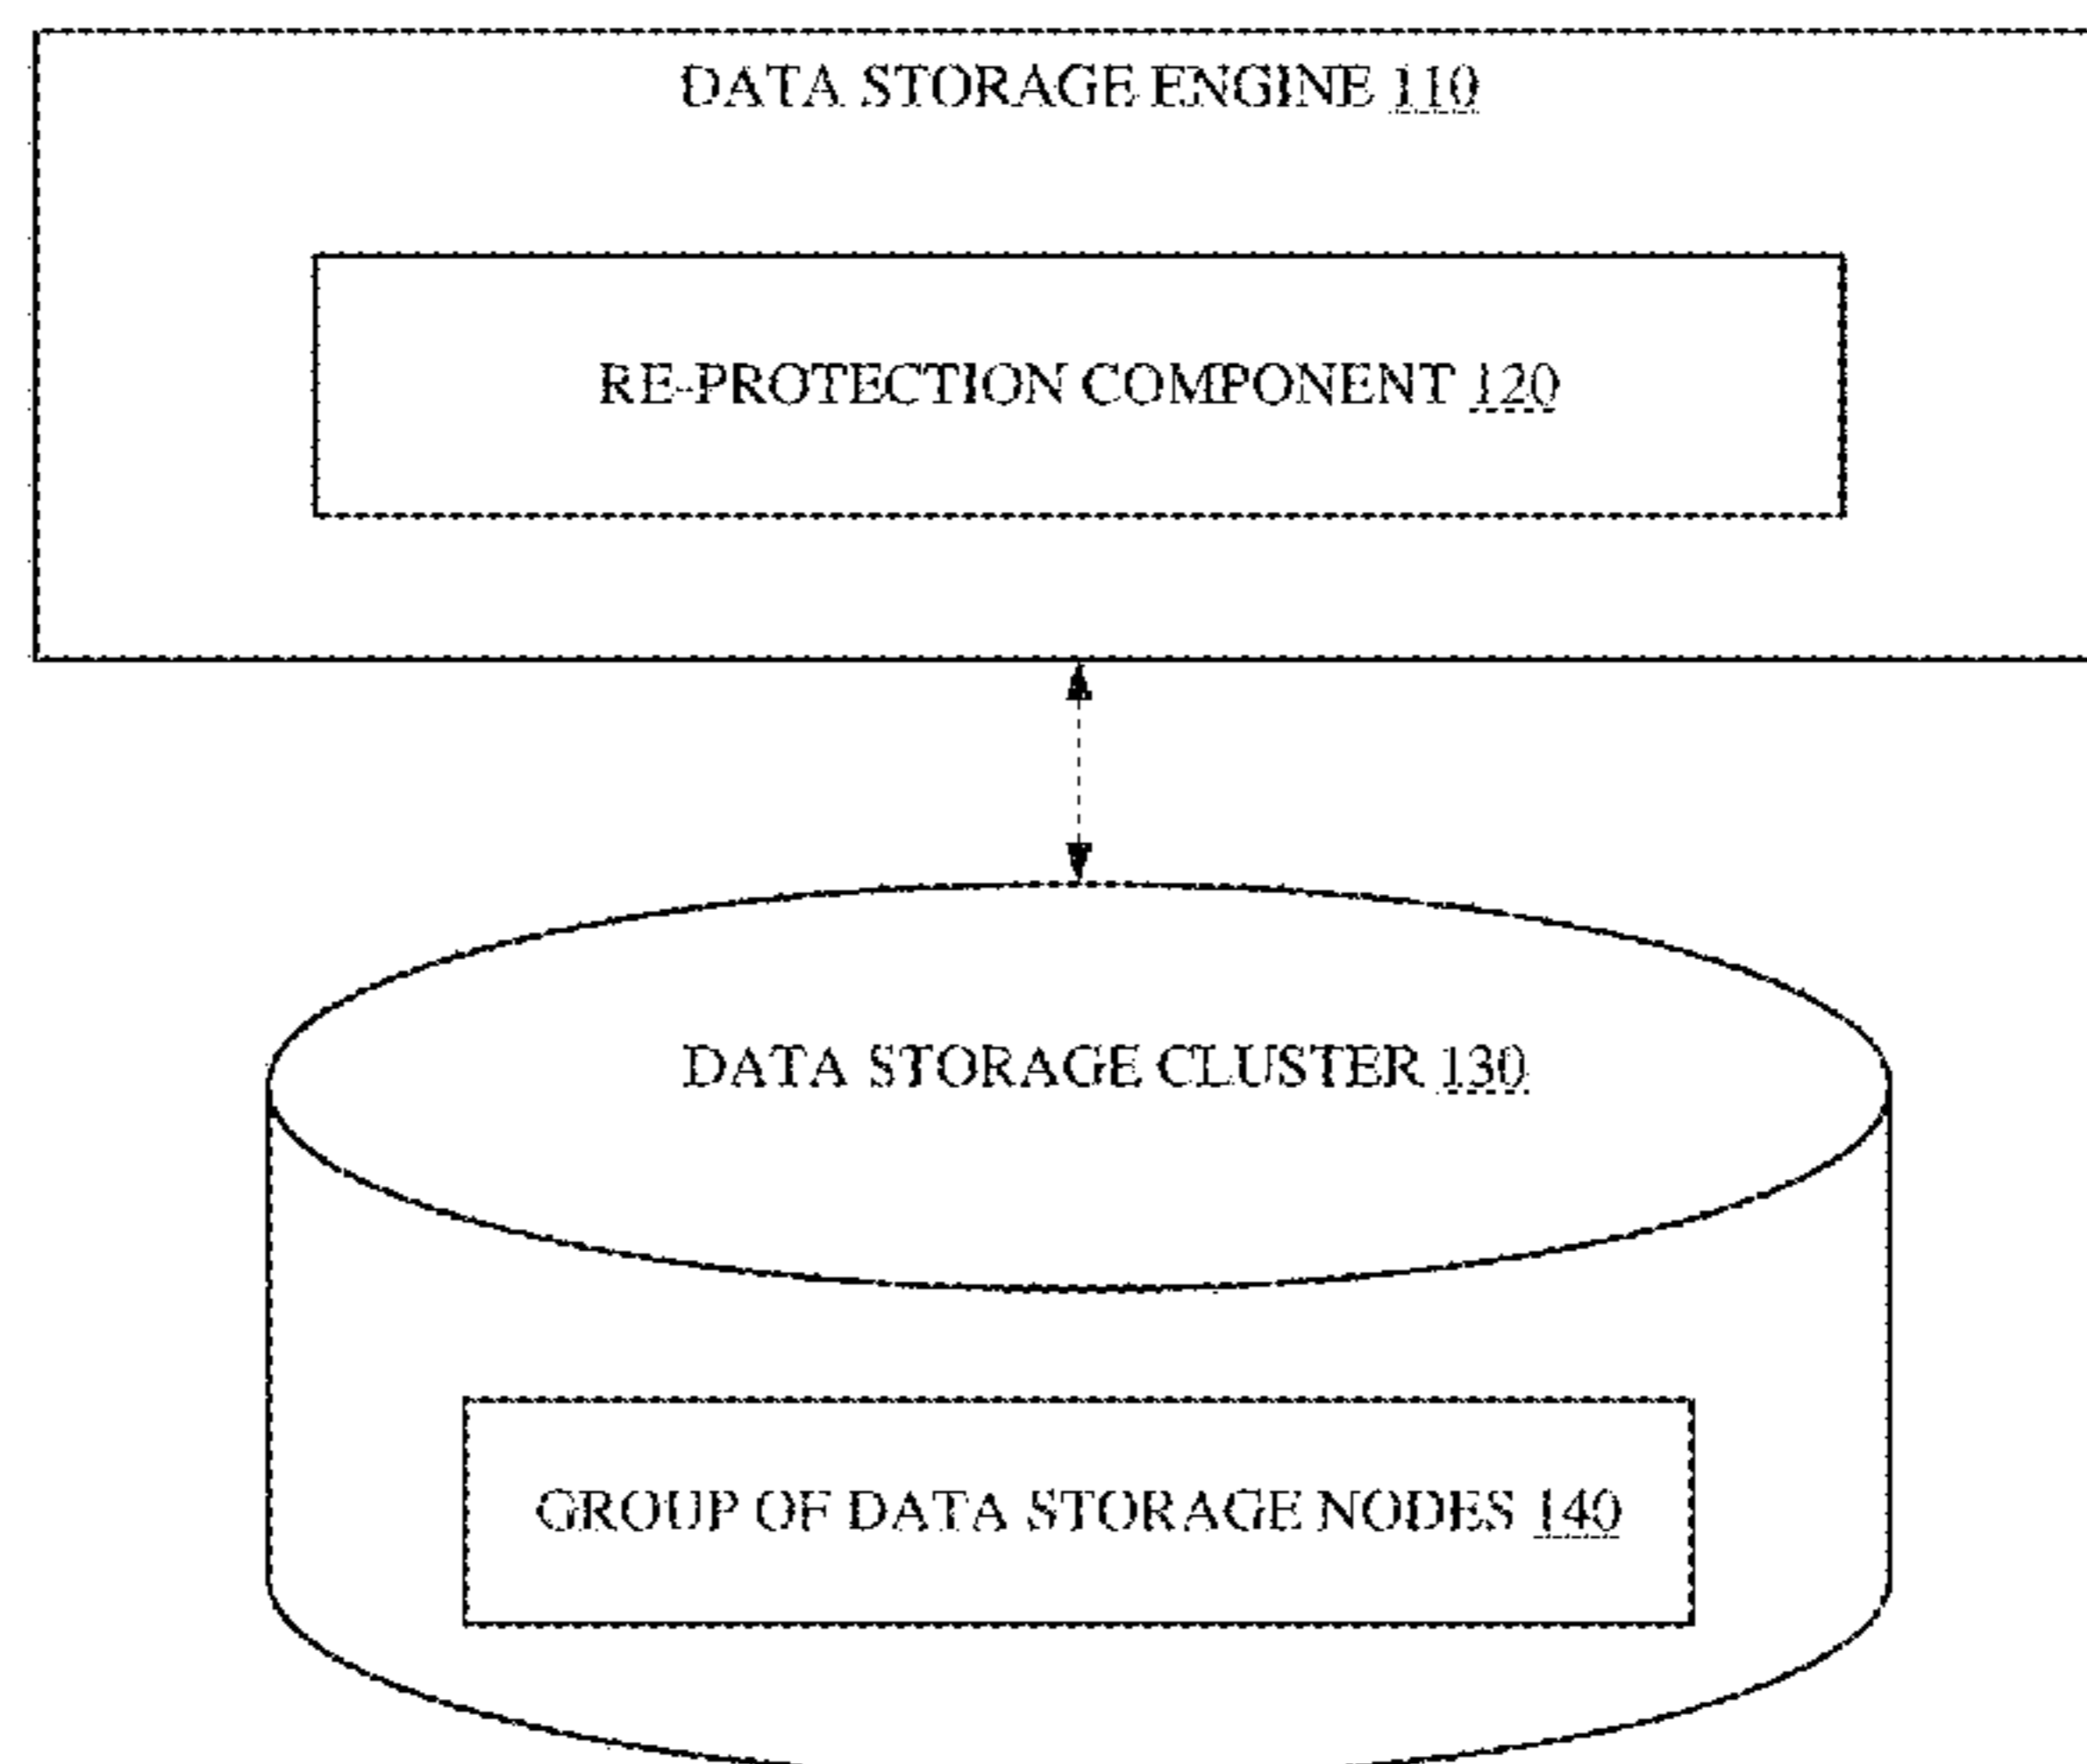 DATA STORAGE ENGINE 110
RE-PROTECTION COMPONENT 120
DATA STORAGE CLUSTER 130
GROUP OF DATA STORAGE NODES 140